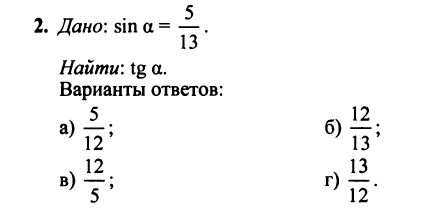 2. Дано: sin α = 5/13.
Найти: tg α.
Варианты ответов:
а) 5/12; б) 12/13;
в) 12/5; г) 13/12.